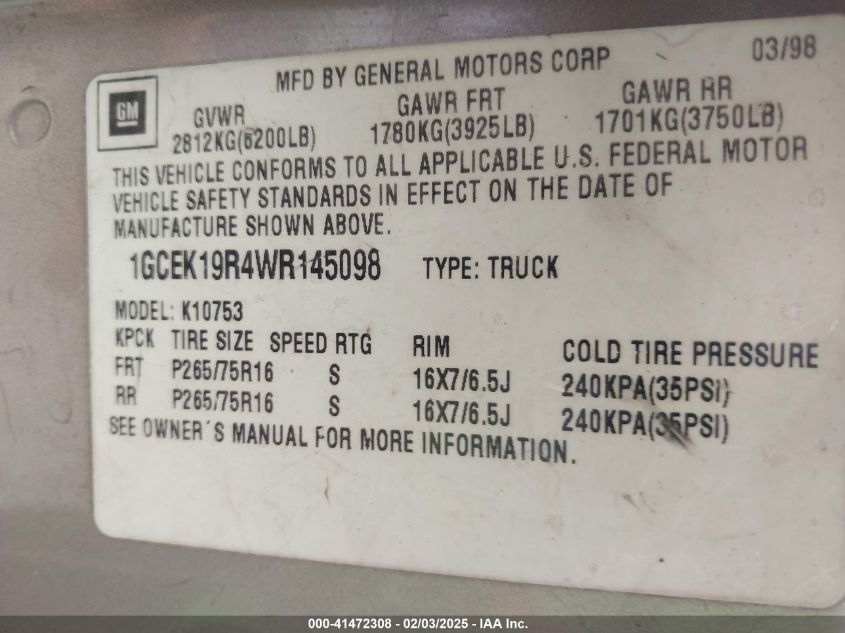 MFD BY GENERAL MOTORS CORP 03/98
GM
GVWR GAWR FRT GAWR RR
2812KG(6200LB) 1780KG(3925LB) 1701KG(3750LB)
THIS VEHICLE CONFORMS TO ALL APPLICABLE U.S. FEDERAL MOTOR
VEHICLE SAFETY STANDARDS IN EFFECT ON THE DATE OF
MANUFACTURE SHOWN ABOVE.
1GCEK19R4WR145098 TYPE: TRUCK
MODEL: K10753
KPCK TIRE SIZE SPEED RTG RIM COLD TIRE PRESSURE
FRT P265/75R16 S 16X7/6.5J 240KPA(35PSI)
RR P265/75R16 S 16X7/6.5J 240KPA(35PSI)
SEE OWNER'S MANUAL FOR MORE INFORMATION.
000-41472308 - 02/03/2025 - IAA Inc.